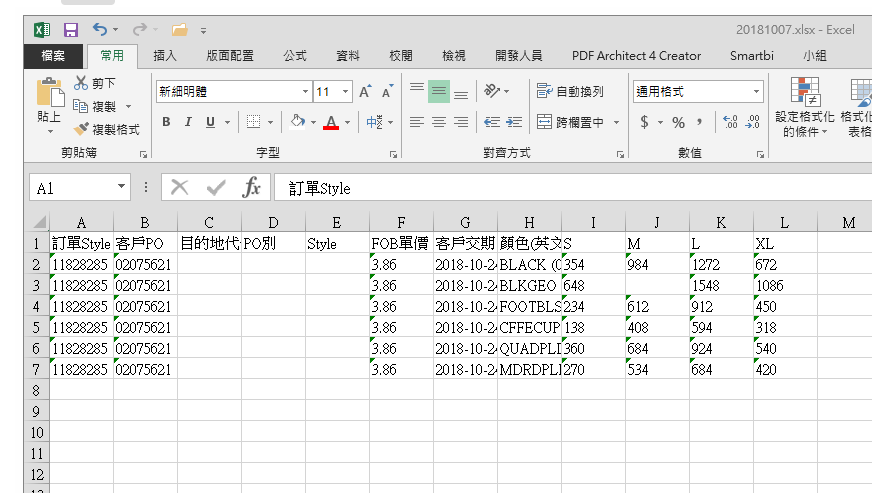 20181007.xlsx - Excel
檔案 常用 插入 版面配置 公式 資料 校閱 檢視 開發人員 PDF Architect 4 Creator Smartbi 小組
剪下
複製
複製格式
貼上
剪貼簿
新細明體 11
B I U
字型
自動換列
跨欄置中
對齊方式
通用格式
$ % ,
數值
設定格式化
的條件
格式化
表格
A1 fx 訂單Style
A B C D E F G H I J K L M
1 訂單Style 客戶PO 目的地代 PO別 Style FOB單價 客戶交期 顏色(英文 S M L XL
2 11828285 02075621 3.86 2018-10-24 BLACK (0 354 984 1272 672
3 11828285 02075621 3.86 2018-10-24 BLKGEO 648 1548 1086
4 11828285 02075621 3.86 2018-10-24 FOOTBLS 234 612 912 450
5 11828285 02075621 3.86 2018-10-24 CFFECUP 138 408 594 318
6 11828285 02075621 3.86 2018-10-24 QUADPLI 360 684 924 540
7 11828285 02075621 3.86 2018-10-24 MDRDPLI 270 534 684 420
8
9
10
11
12